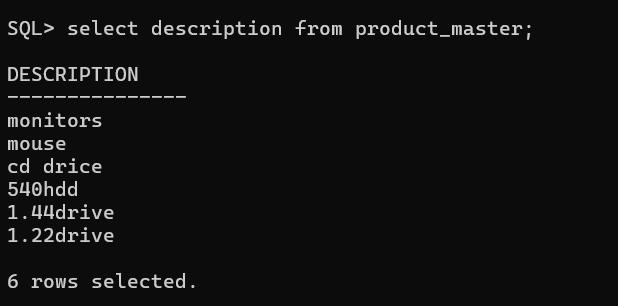 SQL> select description from product_master;
DESCRIPTION
---------------
monitors
mouse
cd drice
540hdd
1.44drive
1.22drive
6 rows selected.